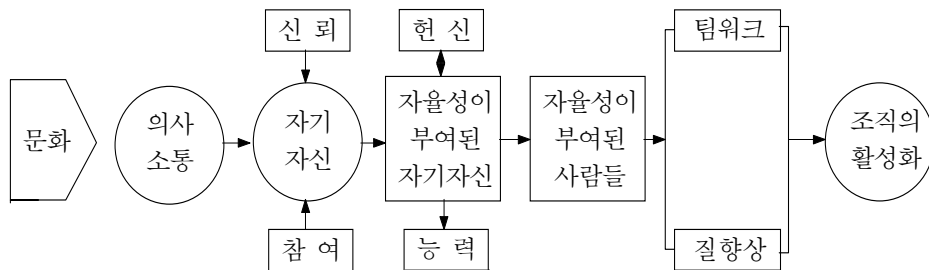 신 뢰
헌 신
팀워크
문화
의사
소통
자기
자신
자율성이
부여된
자기자신
자율성이
부여된
사람들
조직의
활성화
참 여
능 력
질향상